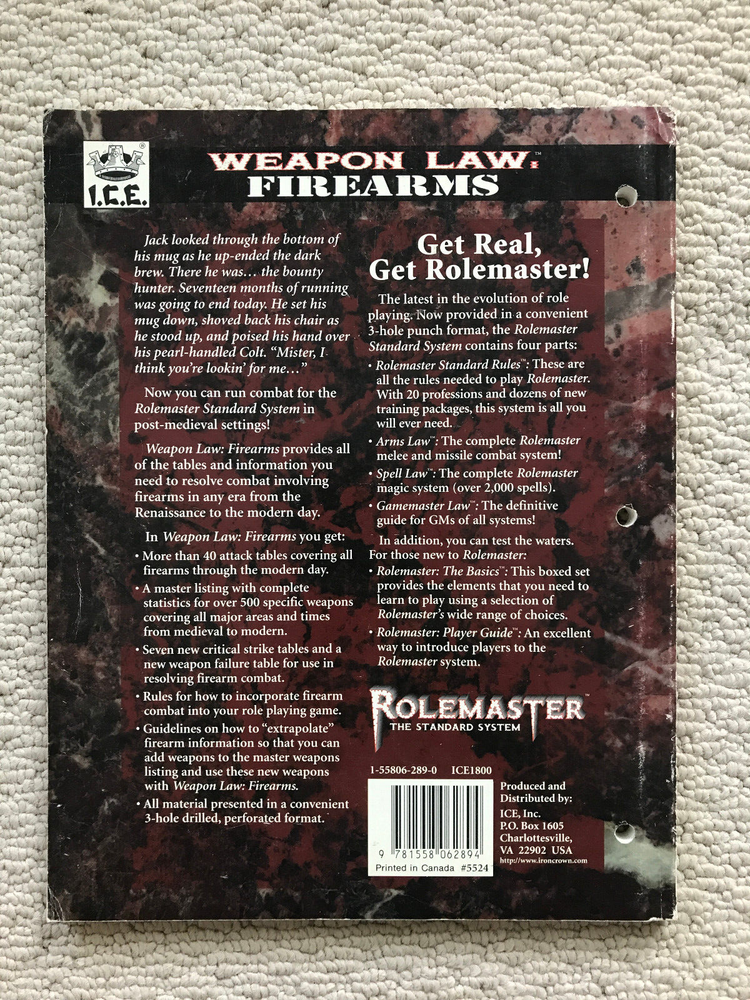 I.C.E.®
WEAPON LAW:™
FIREARMS
Jack looked through the bottom of
his mug as he up-ended the dark
brew. There he was… the bounty
hunter. Seventeen months of running
was going to end today. He set his
mug down, shoved back his chair as
he stood up, and poised his hand over
his pearl-handled Colt. “Mister, I
think you’re lookin’ for me…”
Now you can run combat for the
Rolemaster Standard System in
post-medieval settings!
Weapon Law: Firearms provides all
of the tables and information you
need to resolve combat involving
firearms in any era from the
Renaissance to the modern day.
In Weapon Law: Firearms you get:
• More than 40 attack tables covering all
firearms through the modern day.
• A master listing with complete
statistics for over 500 specific weapons
covering all major areas and times
from medieval to modern.
• Seven new critical strike tables and a
new weapon failure table for use in
resolving firearm combat.
• Rules for how to incorporate firearm
combat into your role playing game.
• Guidelines on how to “extrapolate”
firearm information so that you can
add weapons to the master weapons
listing and use these new weapons
with Weapon Law: Firearms.
• All material presented in a convenient
3-hole drilled, perforated format.
Get Real,
Get Rolemaster!
The latest in the evolution of role
playing. Now provided in a convenient
3-hole punch format, the Rolemaster
Standard System contains four parts:
• Rolemaster Standard Rules™: These are
all the rules needed to play Rolemaster.
With 20 professions and dozens of new
training packages, this system is all you
will ever need.
• Arms Law™: The complete Rolemaster
melee and missile combat system!
• Spell Law™: The complete Rolemaster
magic system (over 2,000 spells).
• Gamemaster Law™: The definitive
guide for GMs of all systems!
In addition, you can test the waters.
For those new to Rolemaster:
• Rolemaster: The Basics™: This boxed set
provides the elements that you need to
learn to play using a selection of
Rolemaster’s wide range of choices.
• Rolemaster: Player Guide™: An excellent
way to introduce players to the
Rolemaster system.
ROLEMASTER™
THE STANDARD SYSTEM
1-55806-289-0 ICE1800
9 781558 062894
Printed in Canada #5524
Produced and
Distributed by:
ICE, Inc.
P.O. Box 1605
Charlottesville,
VA 22902 USA
http://www.ironcrown.com